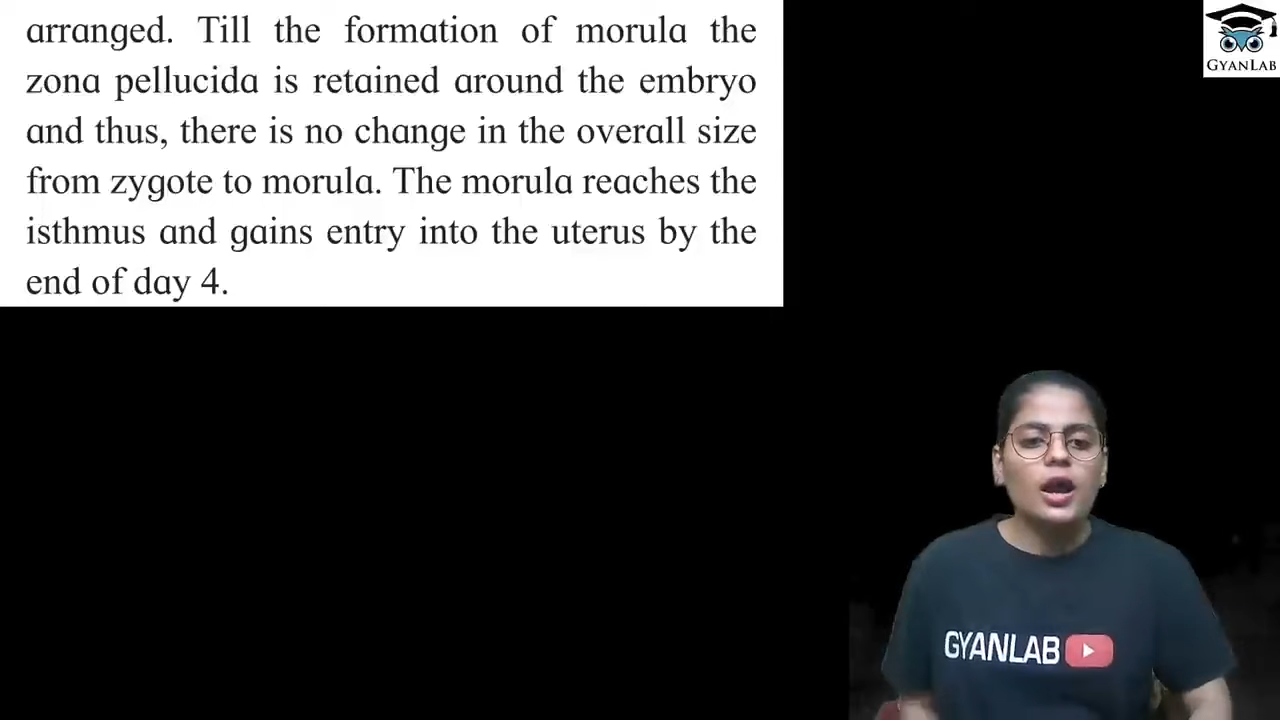 arranged. Till the formation of morula the
zona pellucida is retained around the embryo
and thus, there is no change in the overall size
from zygote to morula. The morula reaches the
isthmus and gains entry into the uterus by the
end of day 4.
GYANLAB
GYANLAB